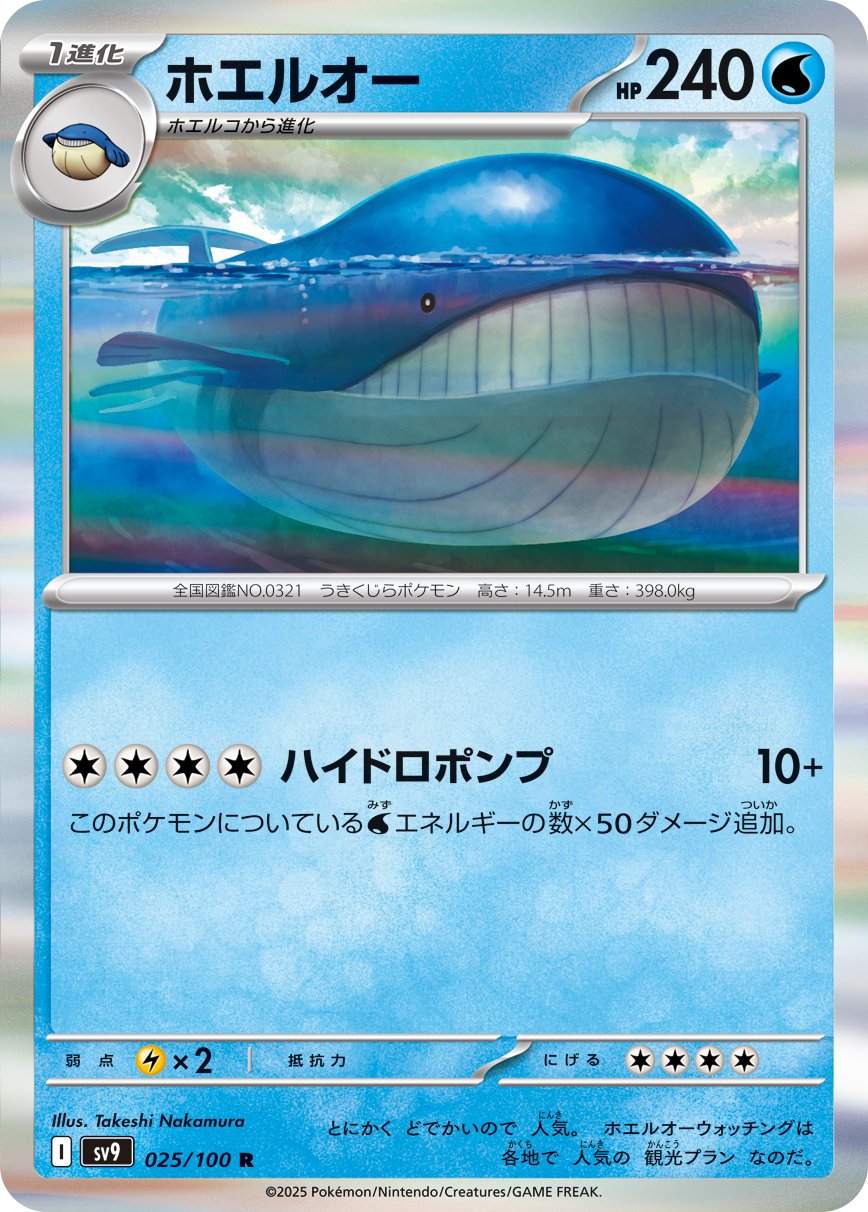 1進化
ホエルオー
HP240
ホエルコから進化
全国図鑑NO.0321 うきくじらポケモン 高さ：14.5m 重さ：398.0kg
ハイドロポンプ 10+
このポケモンについているエネルギーの数×50ダメージ追加。
弱点 ×2 抵抗力 にげる
Illus. Takeshi Nakamura
とにかく どでかいので 人気。 ホエルオーウォッチングは
各地で 人気の 観光プラン なのだ。
I sv9 025/100 R
©2025 Pokémon/Nintendo/Creatures/GAME FREAK.